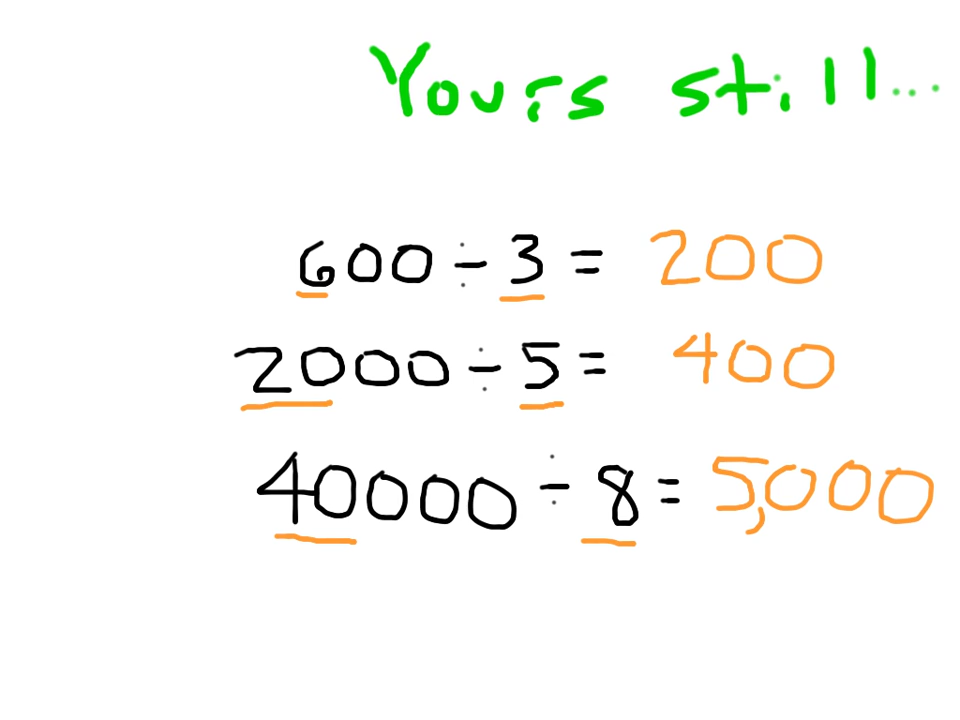 Yours still...
600 ÷ 3 = 200
2000 ÷ 5 = 400
40000 ÷ 8 = 5,000